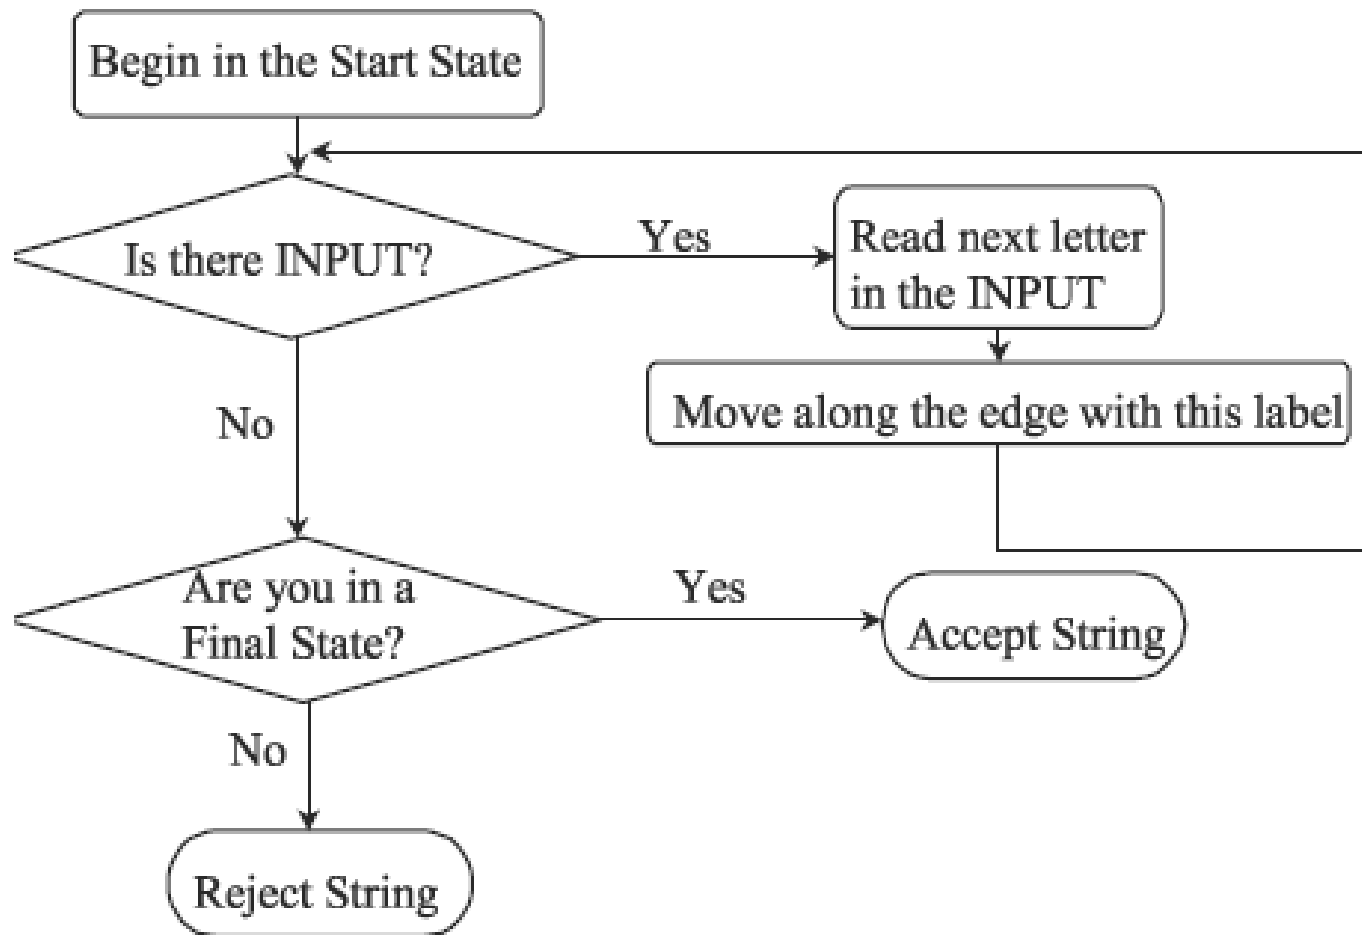 Begin in the Start State
Is there INPUT?
Yes
Read next letter
in the INPUT
Move along the edge with this label
No
Are you in a
Final State?
Yes
Accept String
No
Reject String